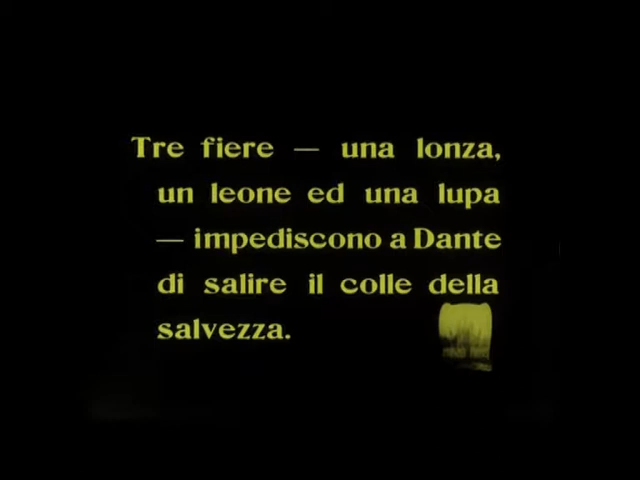 Tre fiere — una lonza,
un leone ed una lupa
— impediscono a Dante
di salire il colle della
salvezza.